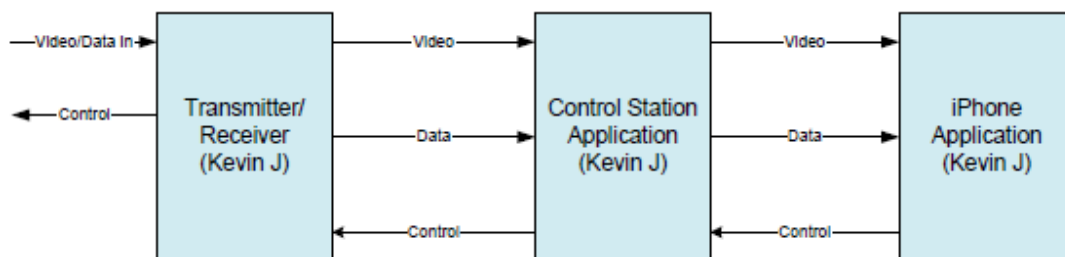 Video/Data In
Video
Video
Control
Transmitter/
Receiver
(Kevin J)
Control Station
Application
(Kevin J)
iPhone
Application
(Kevin J)
Data
Data
Control
Control